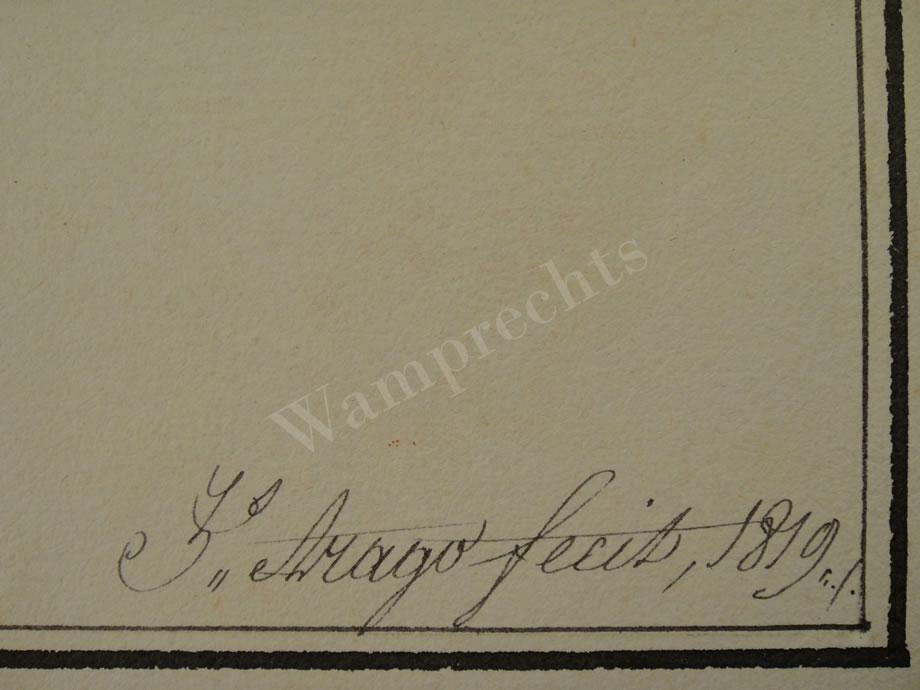 Wamprechts
J.s „ Arago fecit, 1819